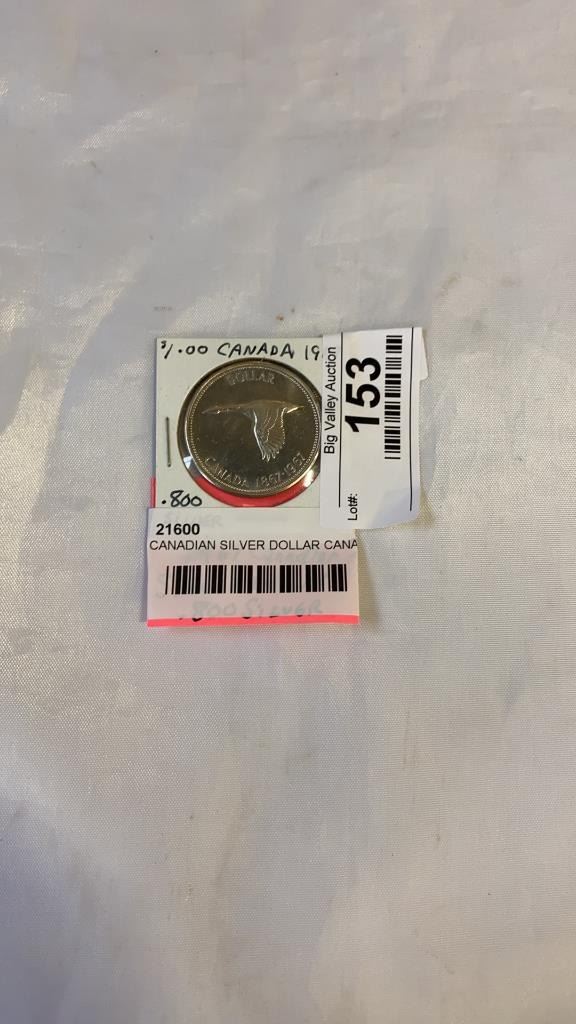 $1.00 CANADA 19
DOLLAR
CANADA 1867-1967
.800
Big Valley Auction
153
Lot#:
21600
CANADIAN SILVER DOLLAR CANA
.800 SILVER